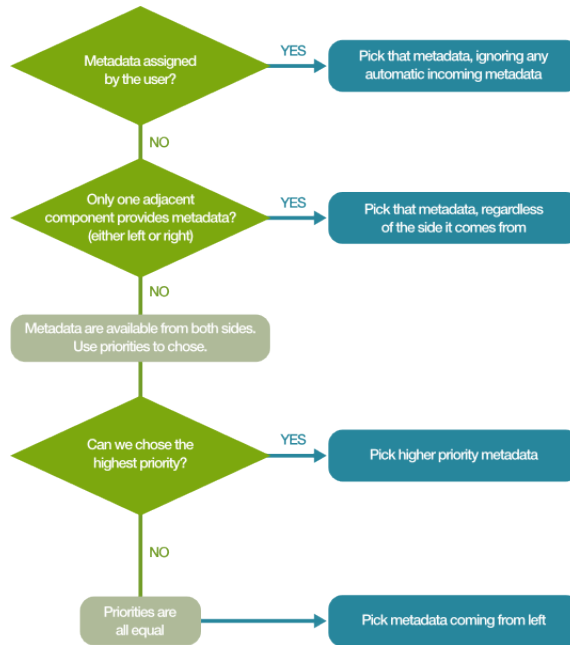 Metadata assigned
by the user?
YES
Pick that metadata, ignoring any
automatic incoming metadata
NO
Only one adjacent
component provides metadata?
(either left or right)
YES
Pick that metadata, regardless
of the side it comes from
NO
Metadata are available from both sides.
Use priorities to chose.
Can we chose the
highest priority?
YES
Pick higher priority metadata
NO
Priorities are
all equal
Pick metadata coming from left